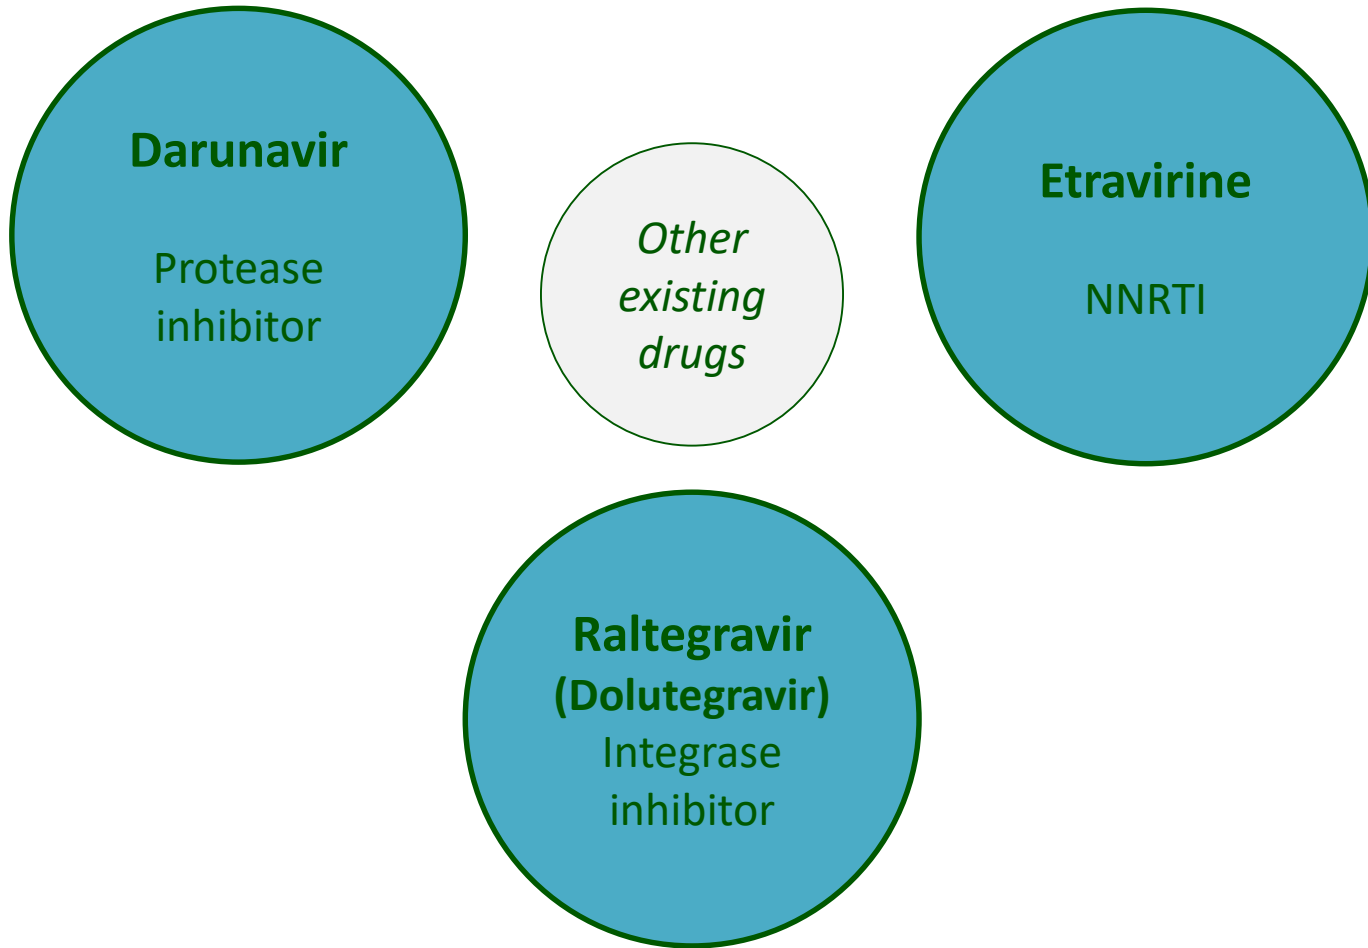 Darunavir
Protease
inhibitor
Other
existing
drugs
Etravirine
NNRTI
Raltegravir
(Dolutegravir)
Integrase
inhibitor